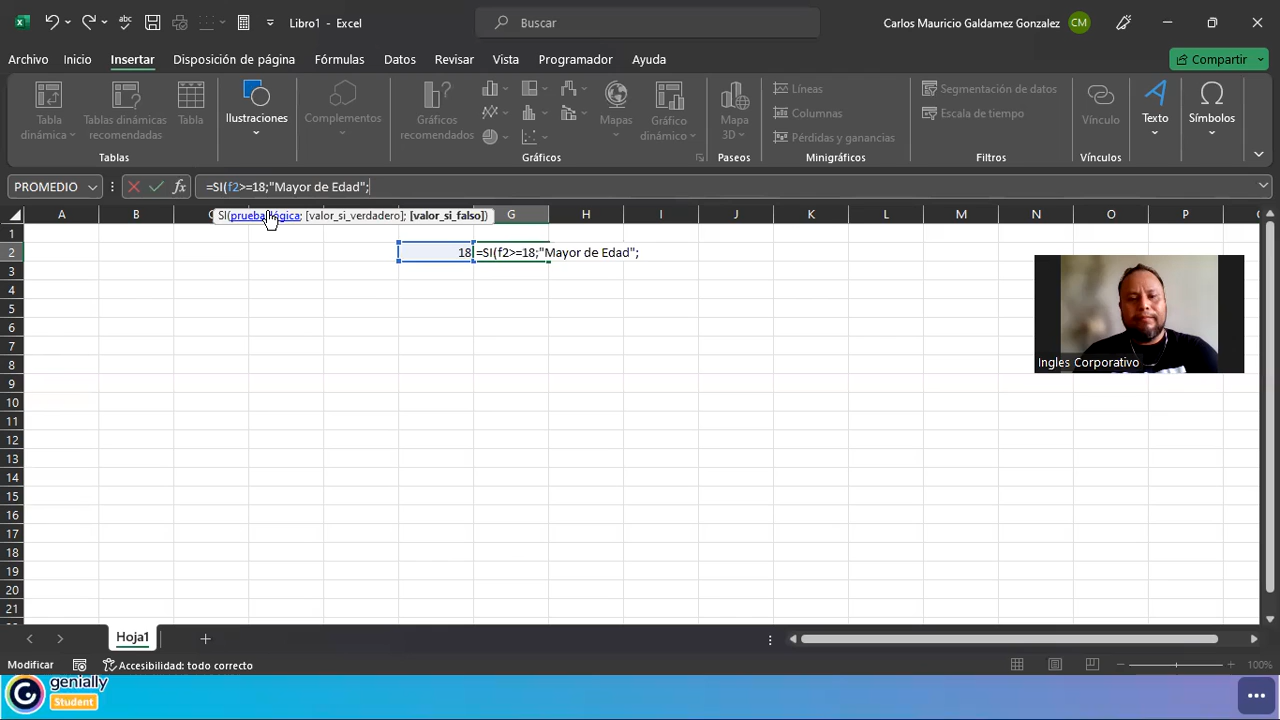 Libro1 - Excel
Buscar
Carlos Mauricio Galdamez Gonzalez
CM
Archivo Inicio Insertar Disposición de página Fórmulas Datos Revisar Vista Programador Ayuda
Compartir
Tabla dinámica
Tablas dinámicas recomendadas
Tabla
Ilustraciones
Complementos
Gráficos recomendados
Mapas
Gráfico dinámico
Mapa 3D
Líneas
Columnas
Pérdidas y ganancias
Segmentación de datos
Escala de tiempo
Vínculo
Texto
Símbolos
Tablas Gráficos Paseos Minigráficos Filtros Vínculos
PROMEDIO
fx
=SI(f2>=18;"Mayor de Edad";
SI(prueba_lógica; [valor_si_verdadero]; [valor_si_falso])
A B C G H I J K L M N O P
1
2 18 =SI(f2>=18;"Mayor de Edad";
3
4
5
6
7
8
9
10
11
12
13
14
15
16
17
18
19
20
21
Ingles Corporativo
Hoja1
Modificar
Accesibilidad: todo correcto
100%
genially
Student